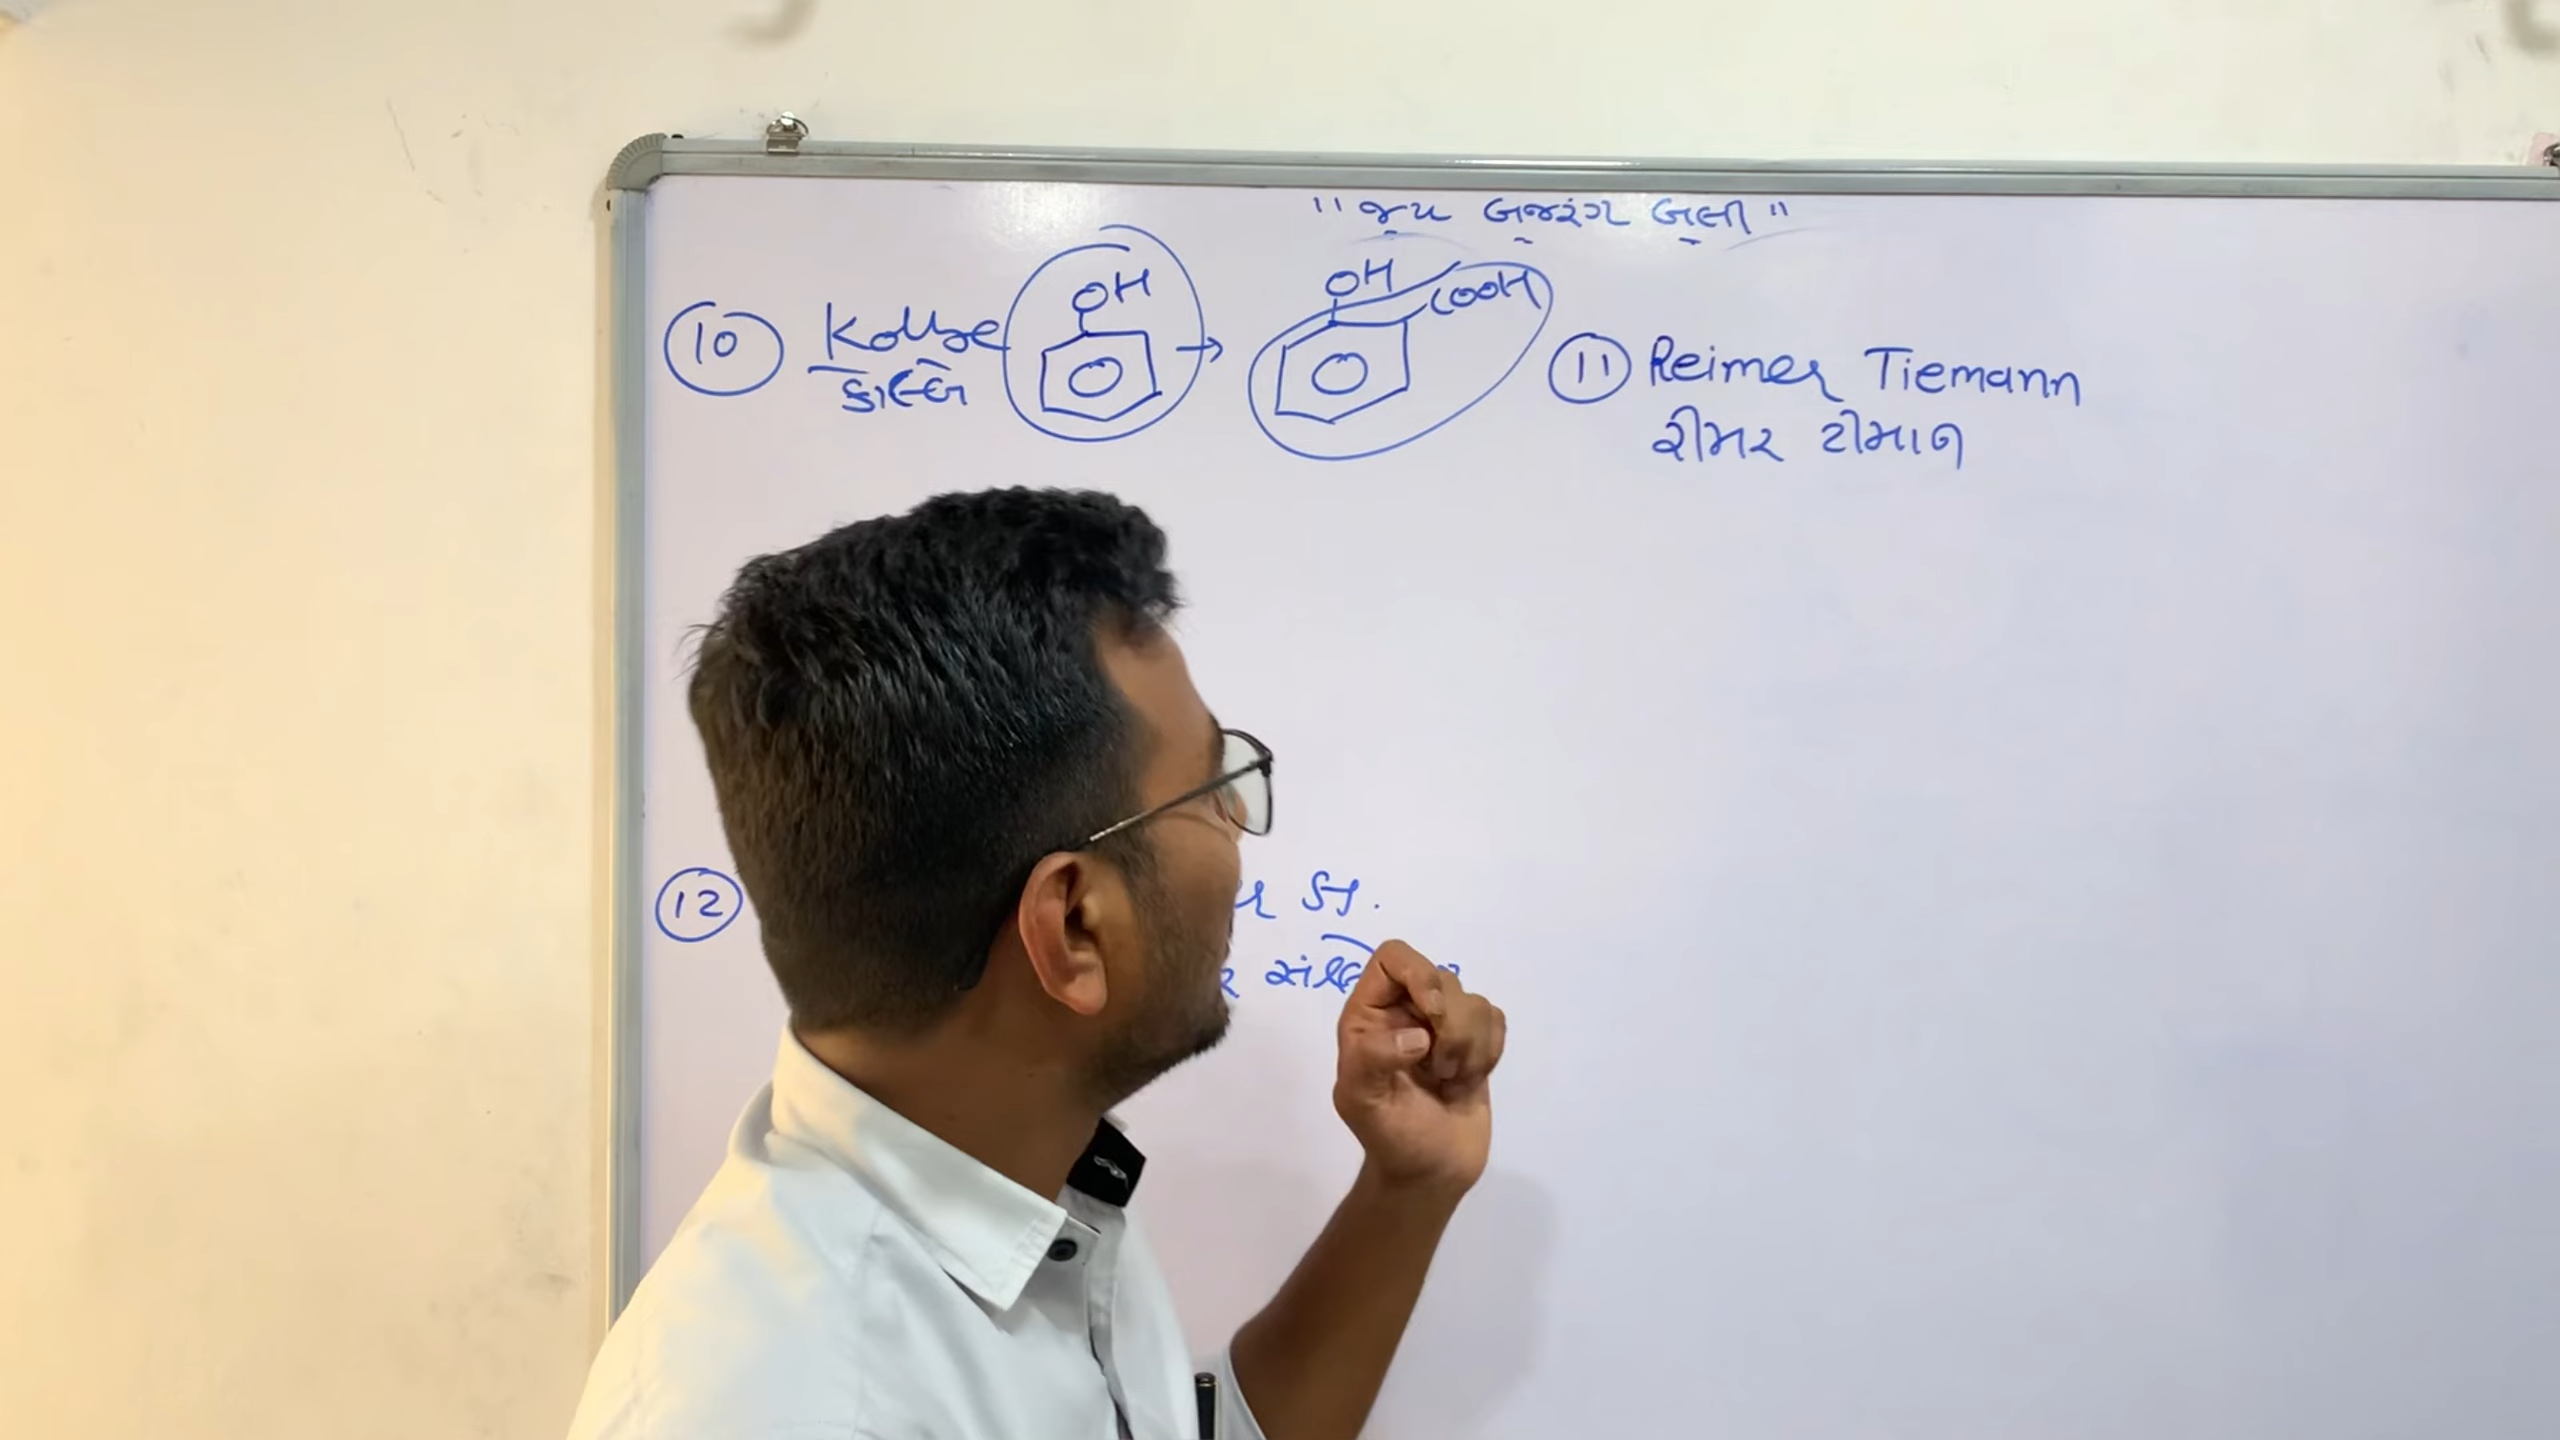 "જય બજરંગ બલી"
10 Kolbe OH → OH COOH
કોલ્બે
11 Reimer Tiemann
રીમર ટીમાન
12